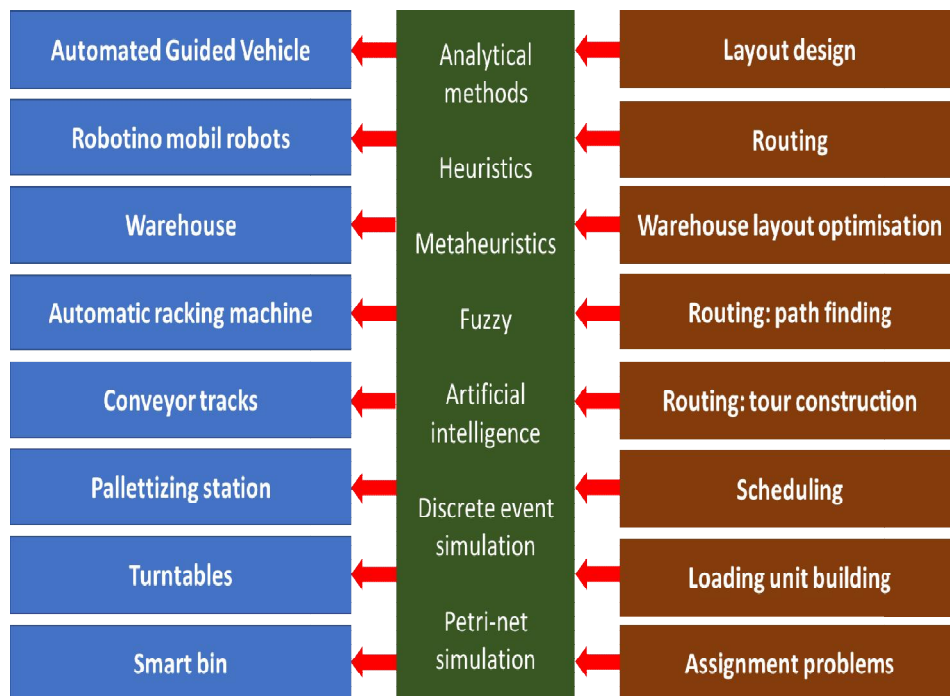 Automated Guided Vehicle
Robotino mobil robots
Warehouse
Automatic racking machine
Conveyor tracks
Pallettizing station
Turntables
Smart bin
Analytical
methods
Heuristics
Metaheuristics
Fuzzy
Artificial
intelligence
Discrete event
simulation
Petri-net
simulation
Layout design
Routing
Warehouse layout optimisation
Routing: path finding
Routing: tour construction
Scheduling
Loading unit building
Assignment problems